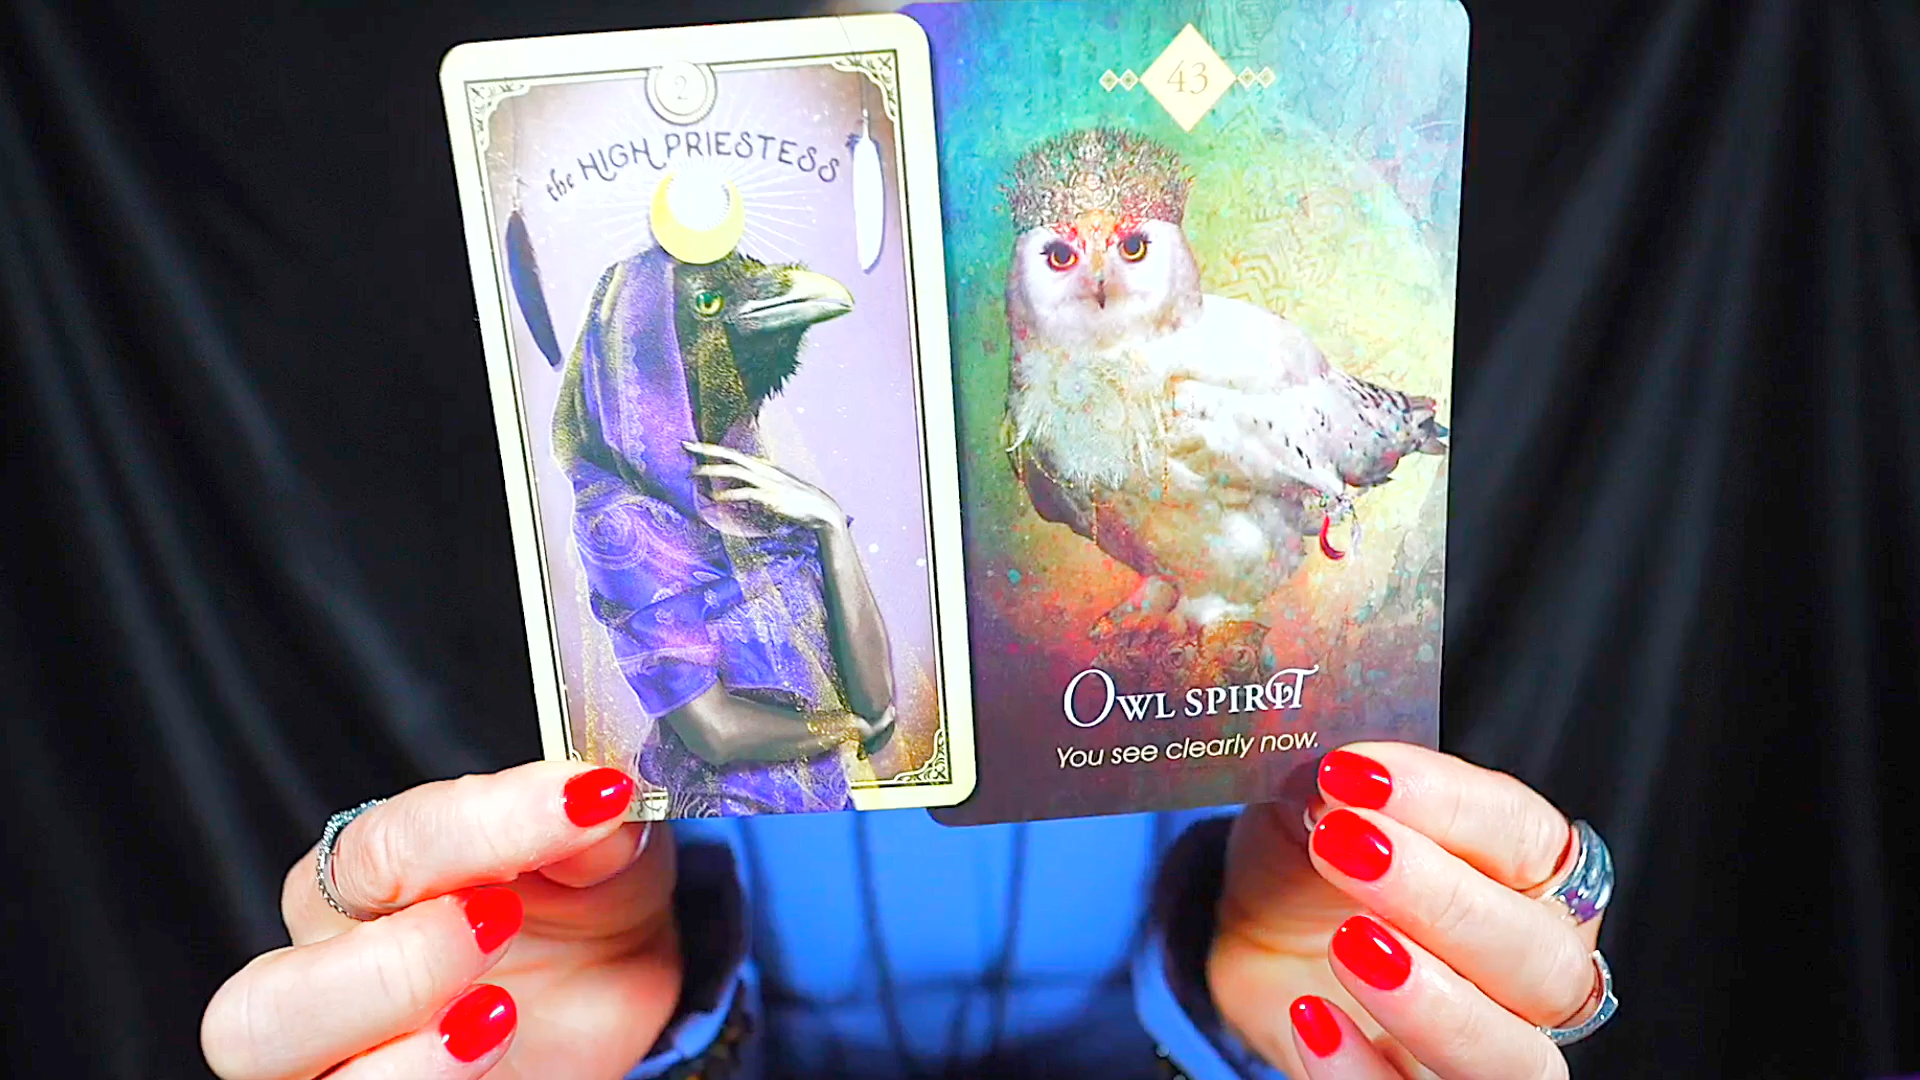 2
the HIGH PRIESTESS
43
OWL SPIRIT
You see clearly now.